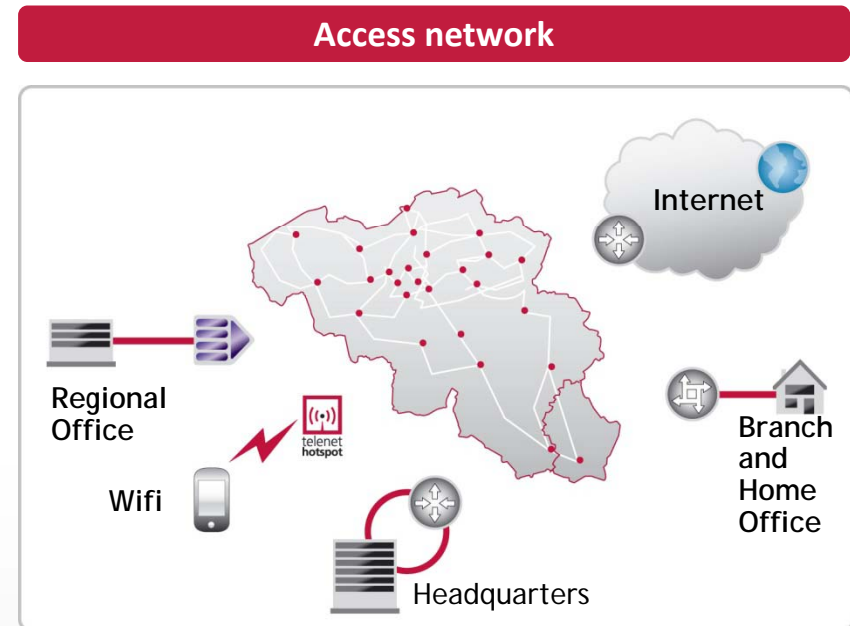 Access network
Internet
Regional
Office
telenet
hotspot
Wifi
Branch
and
Home
Office
Headquarters